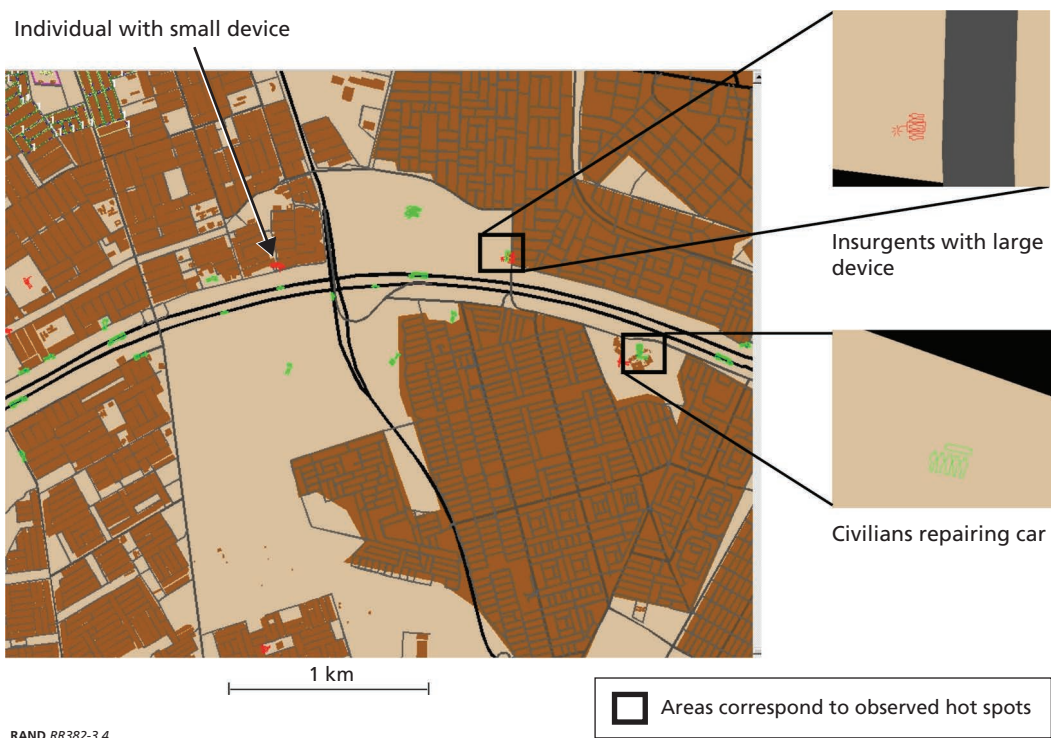 Individual with small device
Insurgents with large
device
Civilians repairing car
1 km
Areas correspond to observed hot spots
RAND RR382-3.4